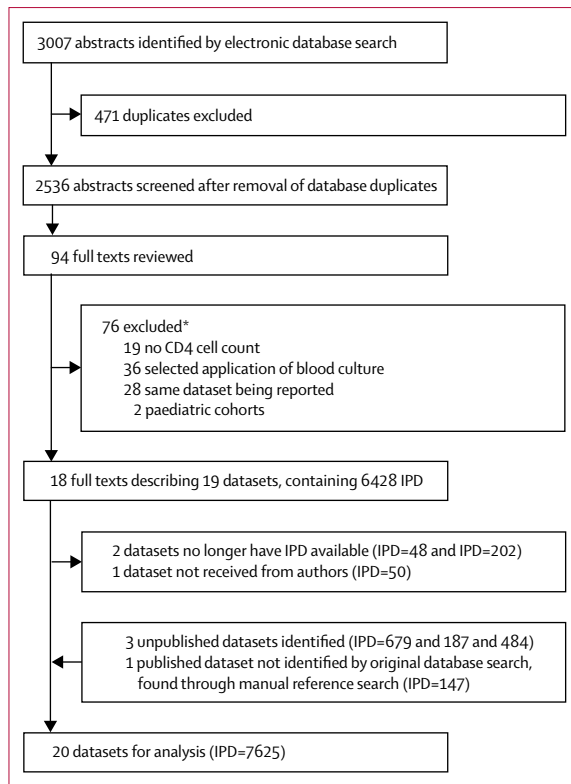 3007 abstracts identified by electronic database search
471 duplicates excluded
2536 abstracts screened after removal of database duplicates
94 full texts reviewed
76 excluded*
19 no CD4 cell count
36 selected application of blood culture
28 same dataset being reported
2 paediatric cohorts
18 full texts describing 19 datasets, containing 6428 IPD
2 datasets no longer have IPD available (IPD=48 and IPD=202)
1 dataset not received from authors (IPD=50)
3 unpublished datasets identified (IPD=679 and 187 and 484)
1 published dataset not identified by original database search,
found through manual reference search (IPD=147)
20 datasets for analysis (IPD=7625)